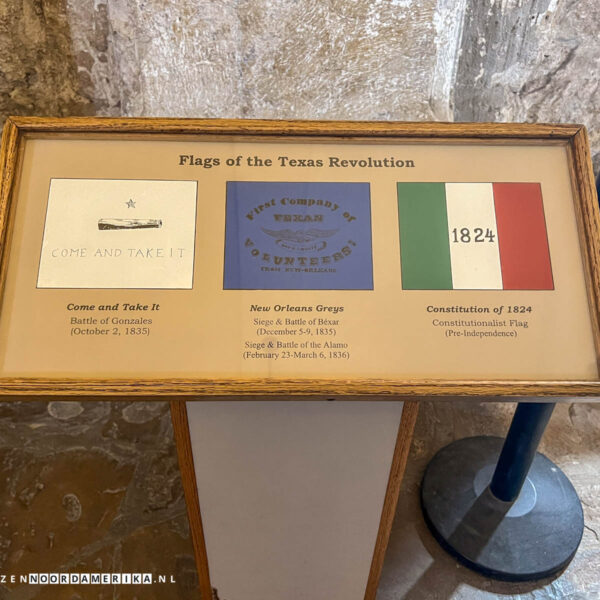 Flags of the Texas Revolution
COME AND TAKE IT
First Company of
TEXAN
VOLUNTEERS!
FROM NEW-ORLEANS
1824
Come and Take It
Battle of Gonzales
(October 2, 1835)
New Orleans Greys
Siege & Battle of Béxar
(December 5-9, 1835)
Siege & Battle of the Alamo
(February 23-March 6, 1836)
Constitution of 1824
Constitutionalist Flag
(Pre-Independence)
ZENNOORDAMERIKA.NL